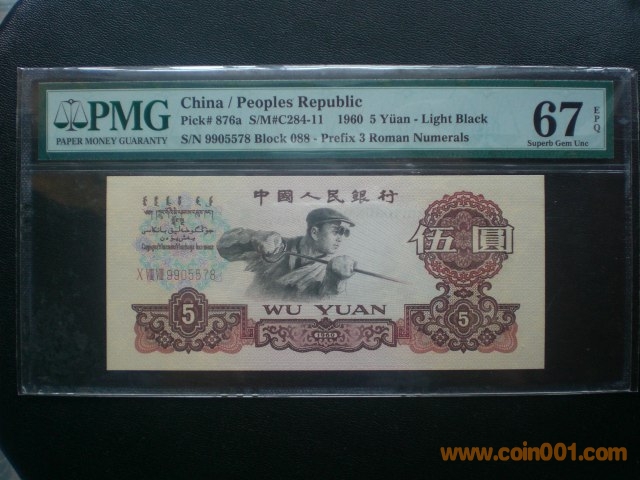 PMG
PAPER MONEY GUARANTY
China / Peoples Republic
Pick# 876a S/M#C284-11 1960 5 Yüan - Light Black
S/N 9905578 Block 088 - Prefix 3 Roman Numerals
67 EPQ
Superb Gem Unc
中國人民銀行
伍圓
9905578
WU YUAN
5
1960
5
www.coin001.com